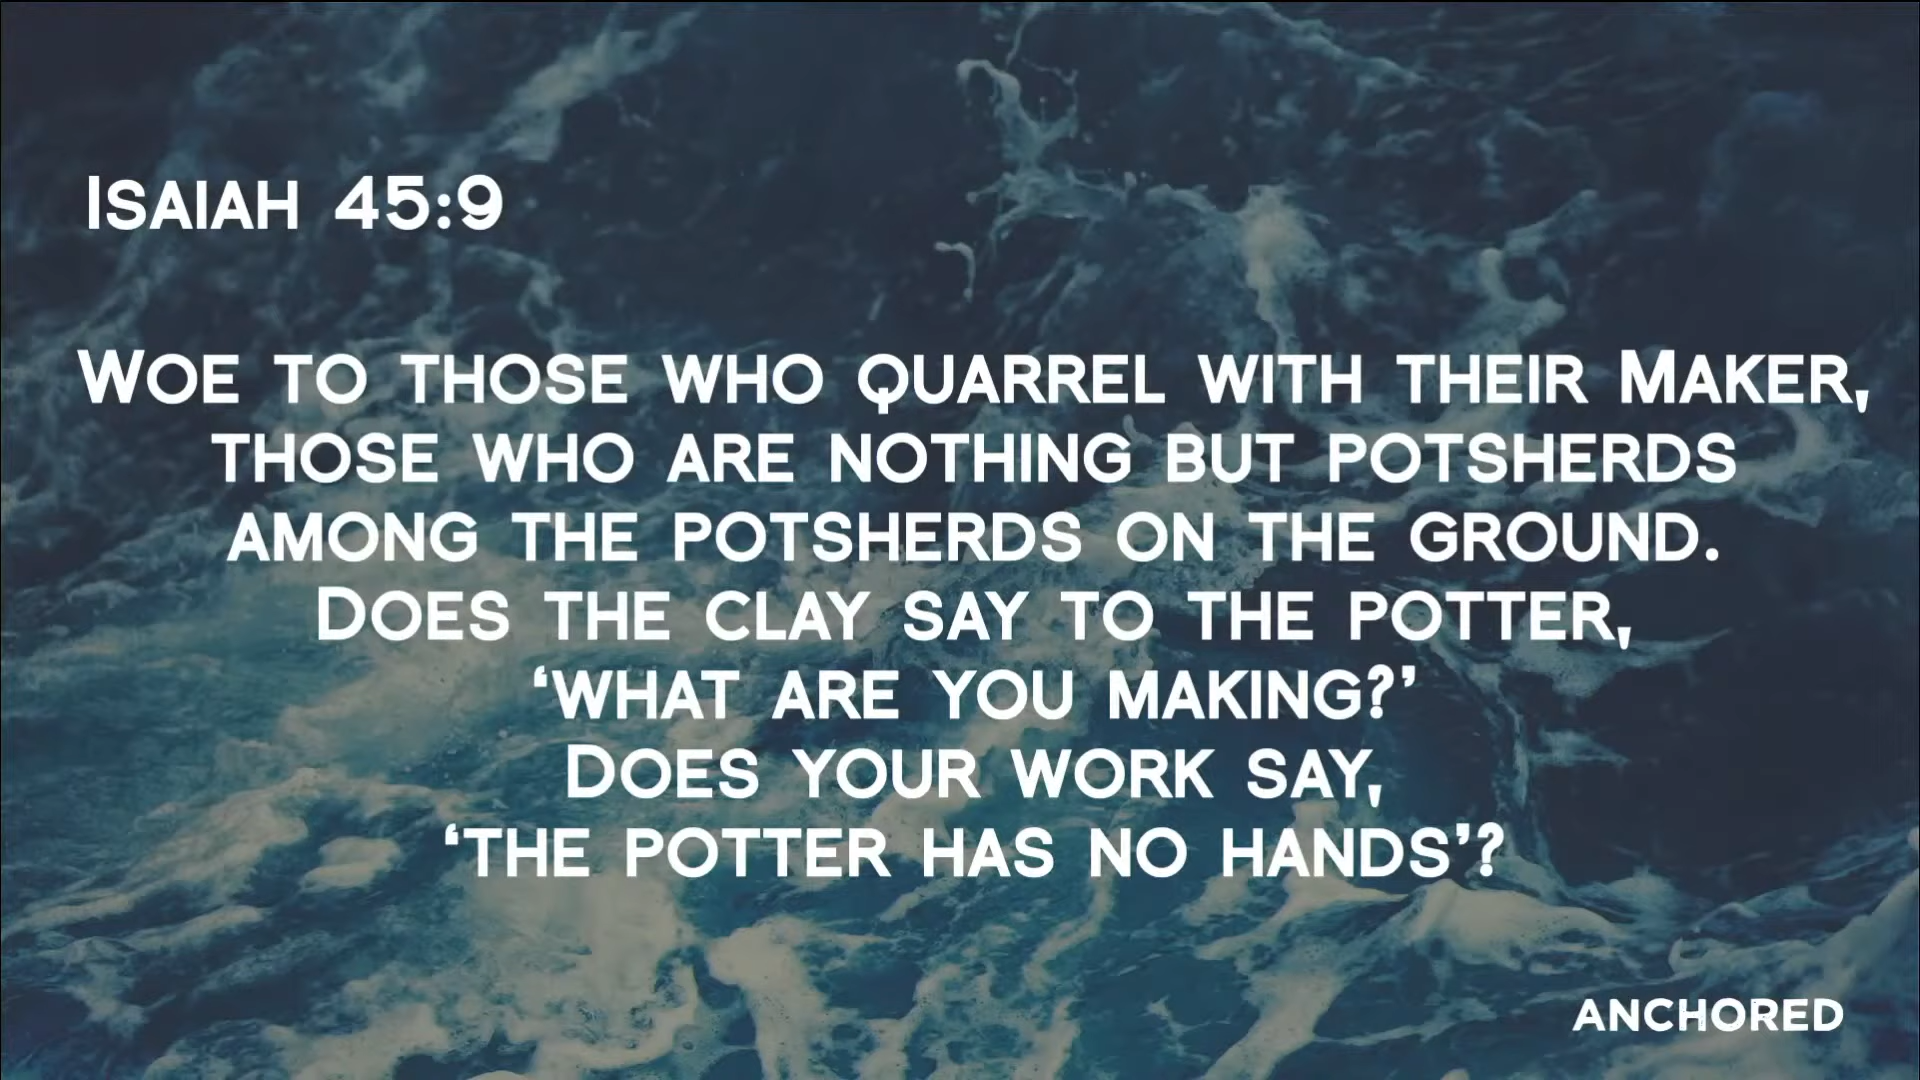 Isaiah 45:9
Woe to those who quarrel with their Maker,
those who are nothing but potsherds
among the potsherds on the ground.
Does the clay say to the potter,
‘What are you making?’
Does your work say,
‘The potter has no hands’?
ANCHORED